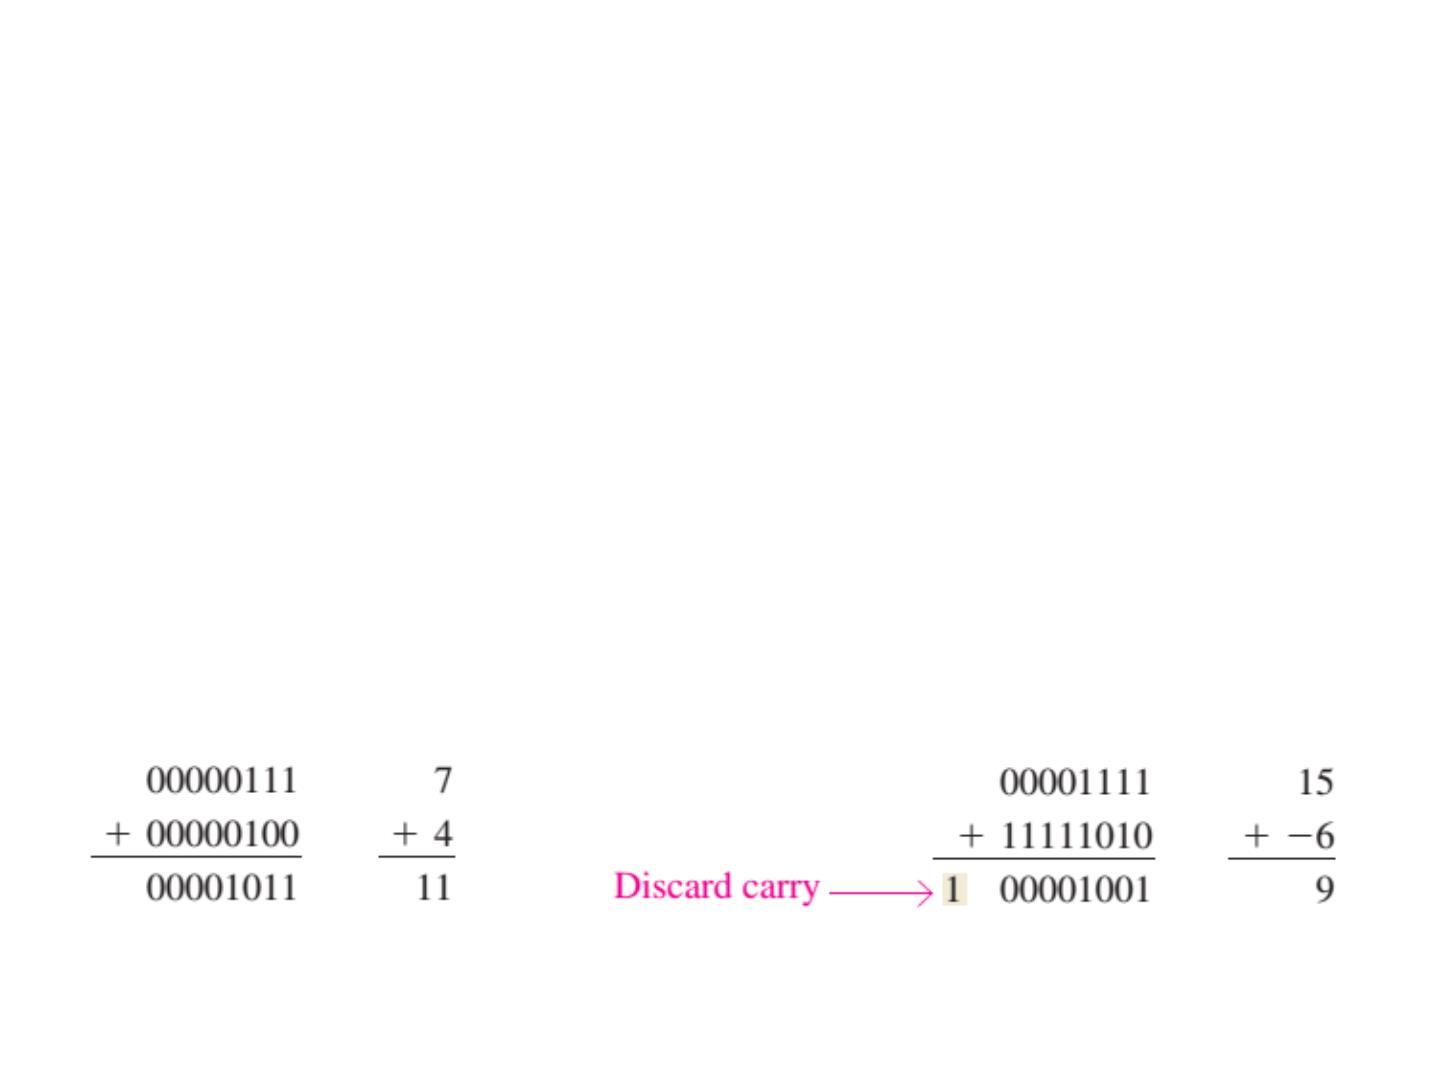 00000111 7
+ 00000100 + 4
00001011 11
00001111 15
+ 11111010 + −6
Discard carry 1 00001001 9